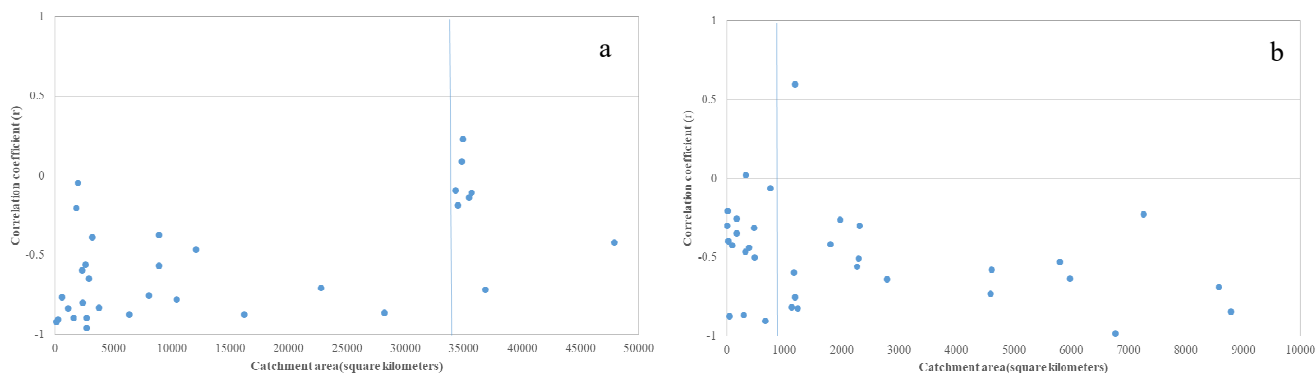 1
0.5
0
-0.5
-1
Correlation coefficient (r)
0 5000 10000 15000 20000 25000 30000 35000 40000 45000 50000
Catchment area(square kilometers)
a
1
0.5
0
-0.5
-1
Correlation coefficient (r)
0 1000 2000 3000 4000 5000 6000 7000 8000 9000 10000
Catchment area(square kilometers)
b